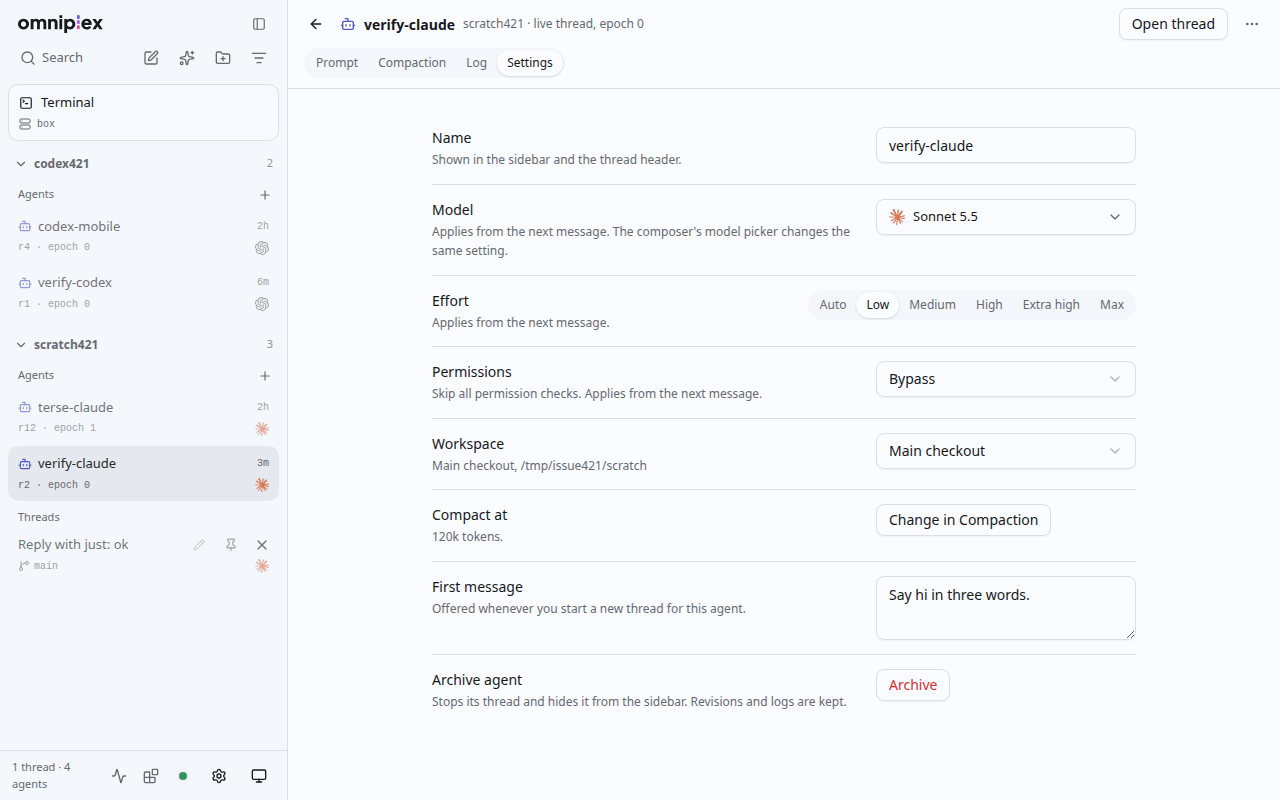 omniplex
Search
Terminal
box
codex421 2
Agents
codex-mobile 2h
r4 · epoch 0
verify-codex 6m
r1 · epoch 0
scratch421 3
Agents
terse-claude 2h
r12 · epoch 1
verify-claude 3m
r2 · epoch 0
Threads
Reply with just: ok
main
1 thread · 4
agents
verify-claude scratch421 · live thread, epoch 0
Open thread
Prompt Compaction Log Settings
Name
Shown in the sidebar and the thread header.
verify-claude
Model
Applies from the next message. The composer's model picker changes the
same setting.
Sonnet 5.5
Effort
Applies from the next message.
Auto Low Medium High Extra high Max
Permissions
Skip all permission checks. Applies from the next message.
Bypass
Workspace
Main checkout, /tmp/issue421/scratch
Main checkout
Compact at
120k tokens.
Change in Compaction
First message
Offered whenever you start a new thread for this agent.
Say hi in three words.
Archive agent
Stops its thread and hides it from the sidebar. Revisions and logs are kept.
Archive